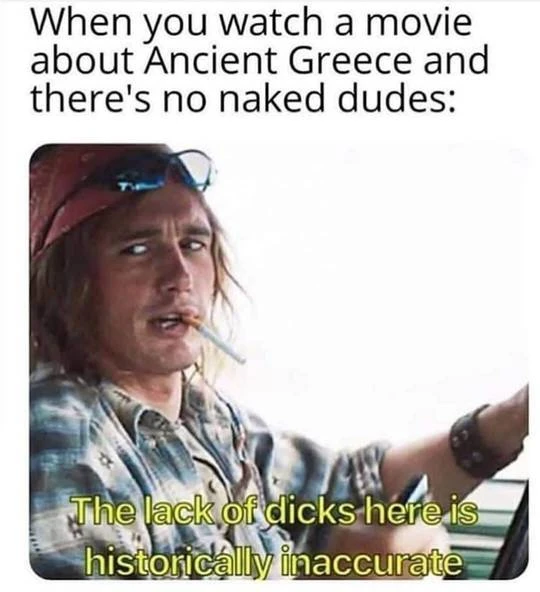 When you watch a movie
about Ancient Greece and
there's no naked dudes:
The lack of dicks here is
historically inaccurate